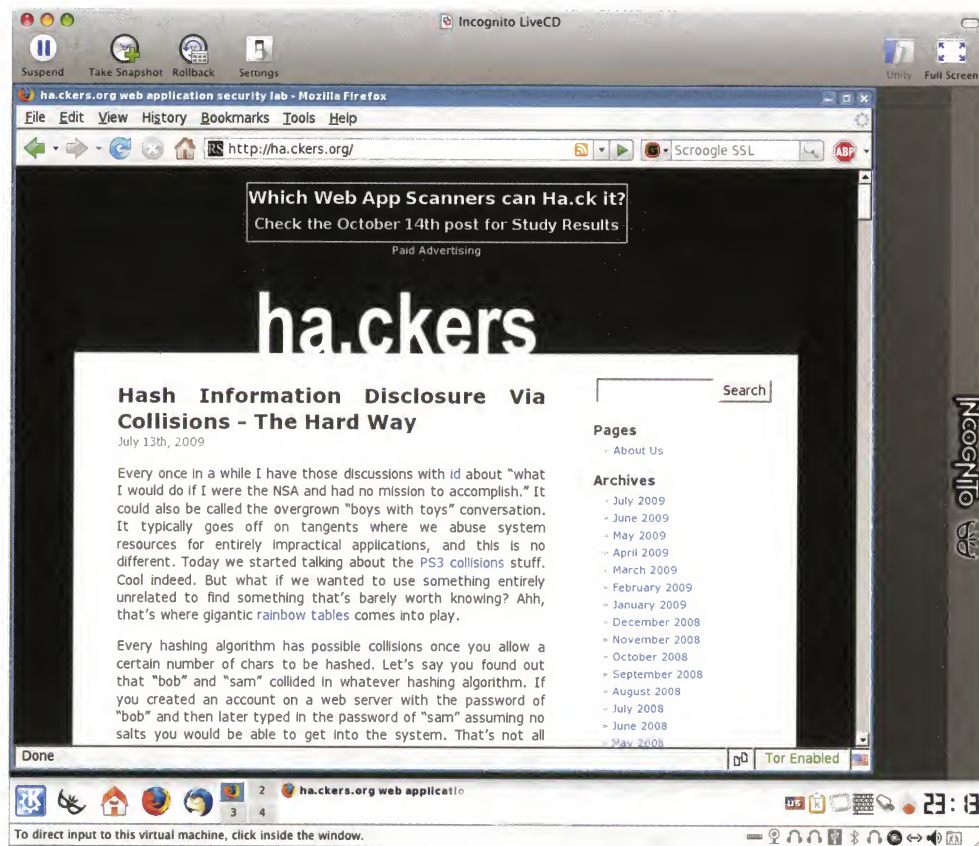 Incognito LiveCD
Suspend Take Snapshot Rollback Settings Unity Full Screen
ha.ckers.org web application security lab - Mozilla Firefox
File Edit View History Bookmarks Tools Help
RS http://ha.ckers.org/ Scroogle SSL ABP
Which Web App Scanners can Ha.ck it?
Check the October 14th post for Study Results
Paid Advertising
ha.ckers
Hash Information Disclosure Via
Collisions - The Hard Way
July 13th, 2009
Every once in a while I have those discussions with id about "what
I would do if I were the NSA and had no mission to accomplish." It
could also be called the overgrown "boys with toys" conversation.
It typically goes off on tangents where we abuse system
resources for entirely impractical applications, and this is no
different. Today we started talking about the PS3 collisions stuff.
Cool indeed. But what if we wanted to use something entirely
unrelated to find something that's barely worth knowing? Ahh,
that's where gigantic rainbow tables comes into play.
Every hashing algorithm has possible collisions once you allow a
certain number of chars to be hashed. Let's say you found out
that "bob" and "sam" collided in whatever hashing algorithm. If
you created an account on a web server with the password of
"bob" and then later typed in the password of "sam" assuming no
salts you would be able to get into the system. That's not all
Search
Pages
About Us
Archives
July 2009
June 2009
May 2009
April 2009
March 2009
February 2009
January 2009
December 2008
November 2008
October 2008
September 2008
August 2008
July 2008
June 2008
May 2008
INCOGNITO
Done Tor Enabled
2
3 4
ha.ckers.org web applicatio
US 23:13
To direct input to this virtual machine, click inside the window.